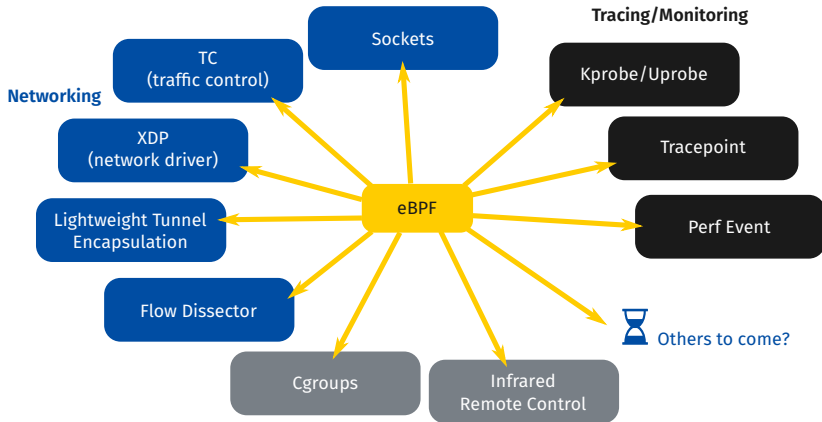 Tracing/Monitoring
Sockets
TC
(traffic control)
Kprobe/Uprobe
Networking
XDP
(network driver)
Tracepoint
eBPF
Lightweight Tunnel
Encapsulation
Perf Event
Flow Dissector
Others to come?
Cgroups
Infrared
Remote Control